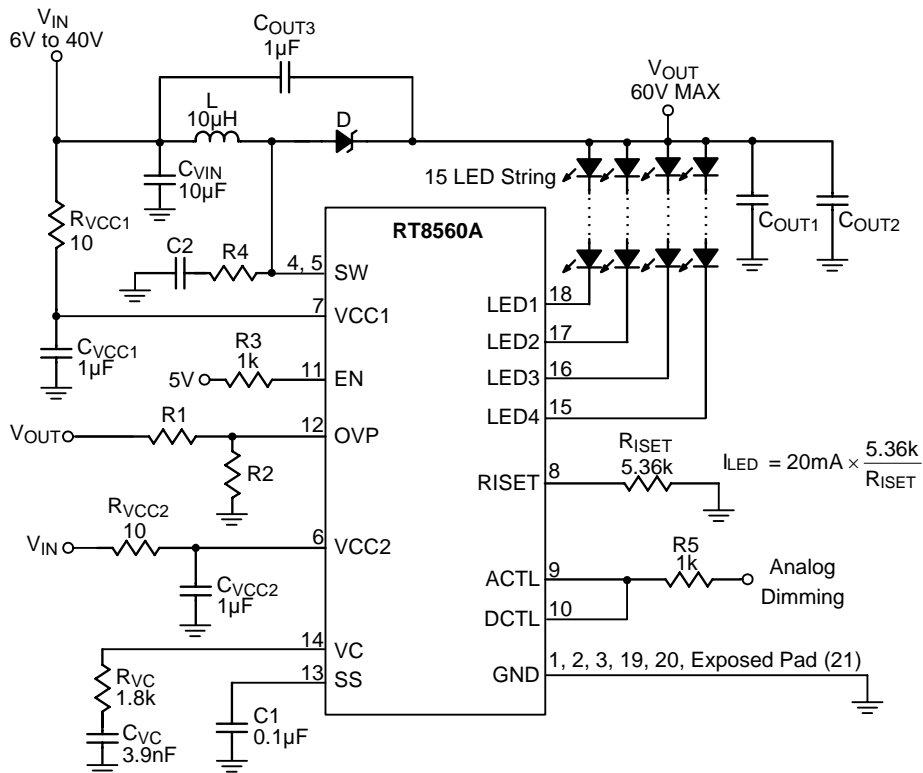 VIN
6V to 40V
COUT3
1µF
VOUT
60V MAX
L
10µH
D
CVIN
10µF
15 LED String
COUT1
COUT2
RVCC1
10
RT8560A
C2
R4
4, 5
SW
LED1
18
7
VCC1
LED2
17
CVCC1
1µF
R3
1k
5V
11
EN
LED3
16
LED4
15
VOUT
R1
12
OVP
R2
RISET
5.36k
RISET
8
ILED = 20mA × 5.36k / RISET
VIN
RVCC2
10
6
VCC2
CVCC2
1µF
ACTL
9
R5
1k
Analog
Dimming
DCTL
10
14
VC
13
SS
GND
1, 2, 3, 19, 20, Exposed Pad (21)
RVC
1.8k
CVC
3.9nF
C1
0.1µF